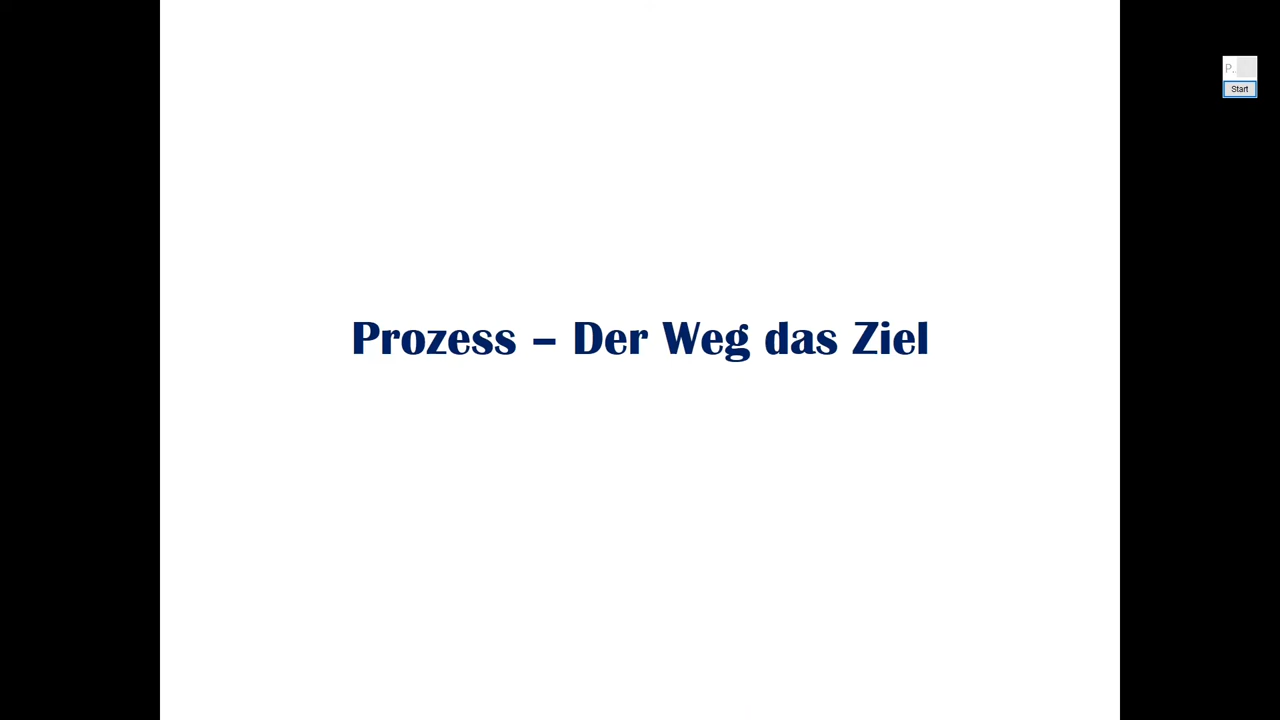 Prozess – Der Weg das Ziel
P..
Start